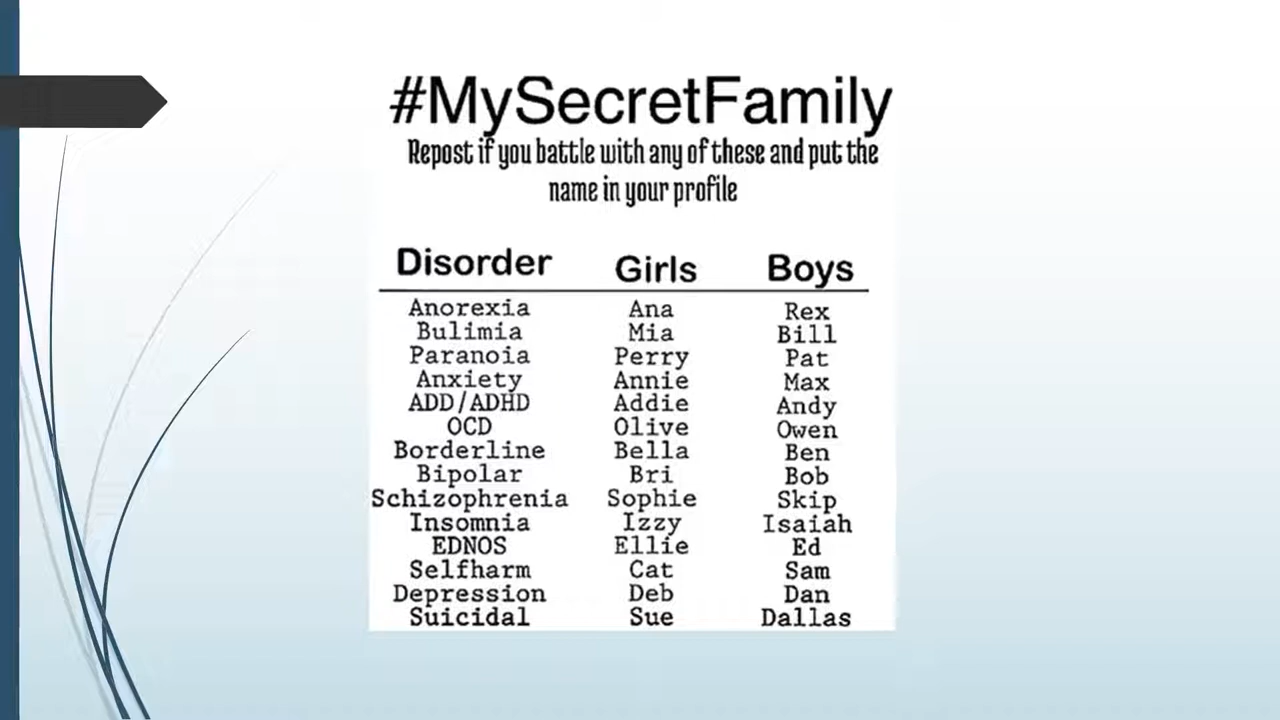 #MySecretFamily
Repost if you battle with any of these and put the
name in your profile
Disorder Girls Boys
Anorexia Ana Rex
Bulimia Mia Bill
Paranoia Perry Pat
Anxiety Annie Max
ADD/ADHD Addie Andy
OCD Olive Owen
Borderline Bella Ben
Bipolar Bri Bob
Schizophrenia Sophie Skip
Insomnia Izzy Isaiah
EDNOS Ellie Ed
Selfharm Cat Sam
Depression Deb Dan
Suicidal Sue Dallas